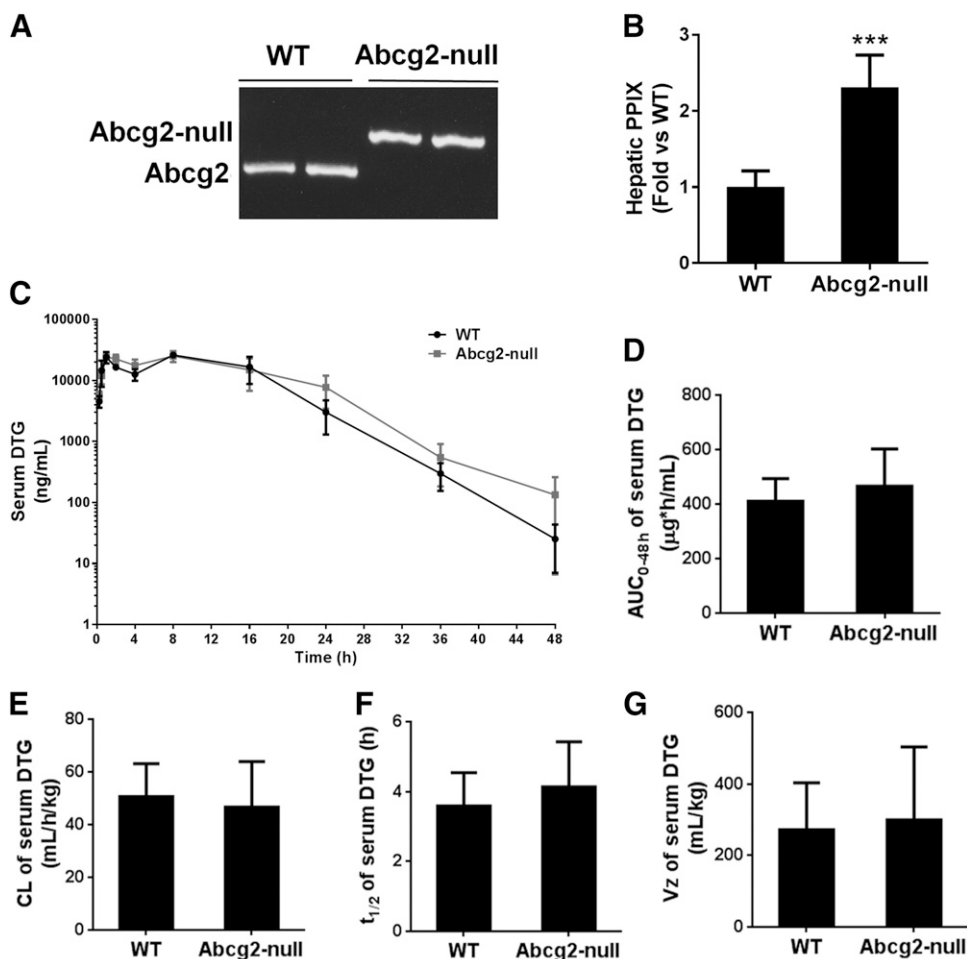 A
WT
Abcg2-null
Abcg2-null
Abcg2
B
***
Hepatic PPIX
(Fold vs WT)
3
2
1
0
WT
Abcg2-null
C
Serum DTG
(ng/mL)
100000
10000
1000
100
10
1
WT
Abcg2-null
0 4 8 12 16 20 24 28 32 36 40 44 48
Time (h)
D
AUC0-48h of serum DTG
(μg*h/mL)
800
600
400
200
0
WT
Abcg2-null
E
CL of serum DTG
(mL/h/kg)
80
60
40
20
0
WT
Abcg2-null
F
t1/2 of serum DTG (h)
6
4
2
0
WT
Abcg2-null
G
Vz of serum DTG
(mL/kg)
600
400
200
0
WT
Abcg2-null